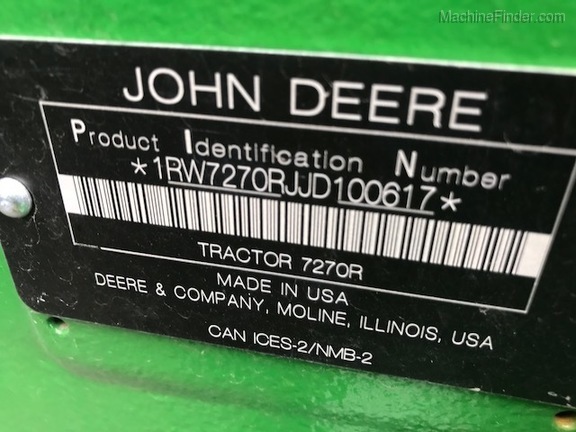 MachineFinder.com
JOHN DEERE
Product Identification Number
*1RW7270RJJD100617*
TRACTOR 7270R
MADE IN USA
DEERE & COMPANY, MOLINE, ILLINOIS, USA
CAN ICES-2/NMB-2